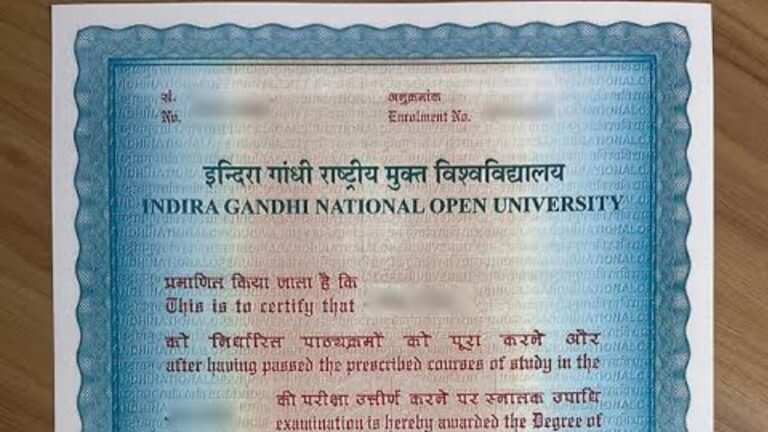 सं. अनुक्रमांक
No. Enrolment No.
इन्दिरा गांधी राष्ट्रीय मुक्त विश्वविद्यालय
INDIRA GANDHI NATIONAL OPEN UNIVERSITY
प्रमाणित किया जाता है कि
This is to certify that
को निर्धारित पाठ्यक्रमों को पूरा करने और
after having passed the prescribed courses of study in the
की परीक्षा उत्तीर्ण करने पर स्नातक उपाधि
examination is hereby awarded the Degree of